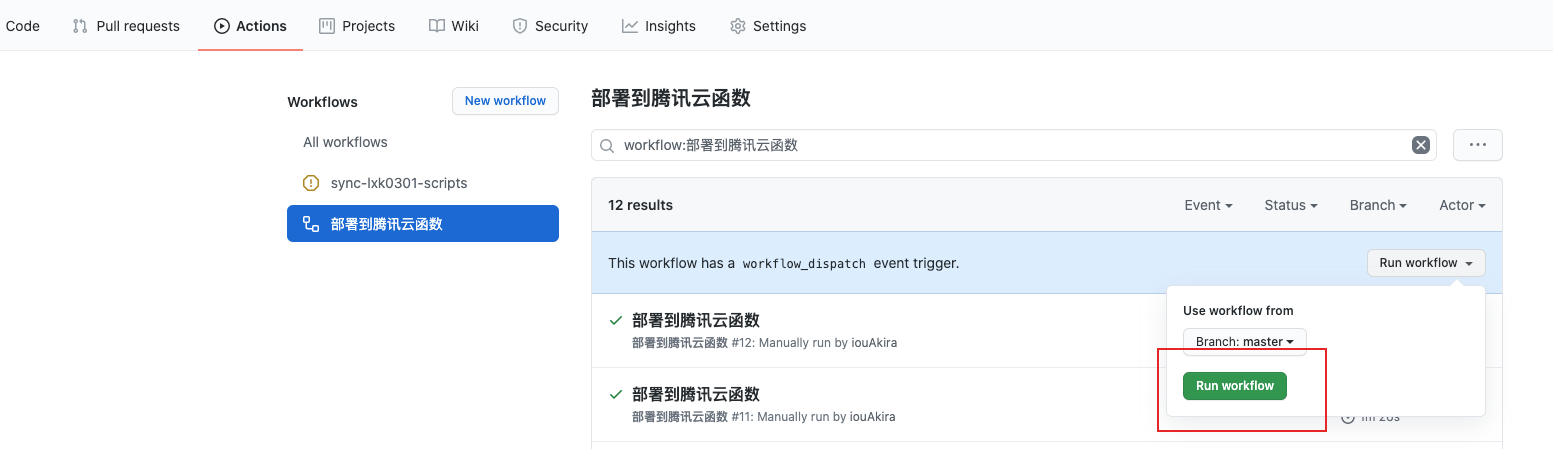 Code Pull requests Actions Projects Wiki Security Insights Settings
Workflows
New workflow
All workflows
sync-lxk0301-scripts
部署到腾讯云函数
部署到腾讯云函数
workflow:部署到腾讯云函数
12 results
Event Status Branch Actor
This workflow has a workflow_dispatch event trigger.
Run workflow
Use workflow from
Branch: master
Run workflow
部署到腾讯云函数
部署到腾讯云函数 #12: Manually run by iouAkira
部署到腾讯云函数
部署到腾讯云函数 #11: Manually run by iouAkira